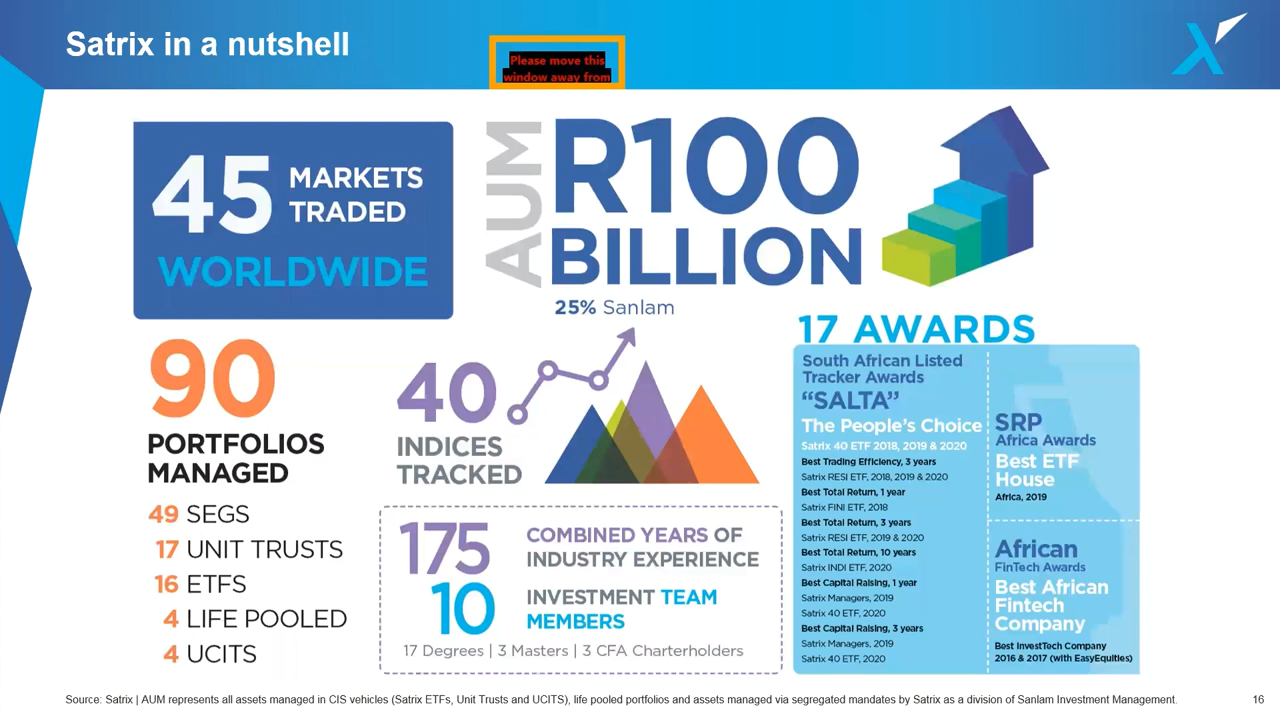 Satrix in a nutshell
Please move this
window away from
45 MARKETS
TRADED
WORLDWIDE
AUM
R100
BILLION
25% Sanlam
90
PORTFOLIOS
MANAGED
49 SEGS
17 UNIT TRUSTS
16 ETFS
4 LIFE POOLED
4 UCITS
40
INDICES
TRACKED
175 COMBINED YEARS OF
INDUSTRY EXPERIENCE
10 INVESTMENT TEAM
MEMBERS
17 Degrees | 3 Masters | 3 CFA Charterholders
17 AWARDS
South African Listed
Tracker Awards
“SALTA”
The People’s Choice
Satrix 40 ETF 2018, 2019 & 2020
Best Trading Efficiency, 3 years
Satrix RESI ETF, 2018, 2019 & 2020
Best Total Return, 1 year
Satrix FINI ETF, 2018
Best Total Return, 3 years
Satrix RESI ETF, 2019 & 2020
Best Total Return, 10 years
Satrix INDI ETF, 2020
Best Capital Raising, 1 year
Satrix Managers, 2019
Satrix 40 ETF, 2020
Best Capital Raising, 3 years
Satrix Managers, 2019
Satrix 40 ETF, 2020
SRP
Africa Awards
Best ETF
House
Africa, 2019
African
FinTech Awards
Best African
Fintech
Company
Best InvestTech Company
2016 & 2017 (with EasyEquities)
Source: Satrix | AUM represents all assets managed in CIS vehicles (Satrix ETFs, Unit Trusts and UCITS), life pooled portfolios and assets managed via segregated mandates by Satrix as a division of Sanlam Investment Management.
16